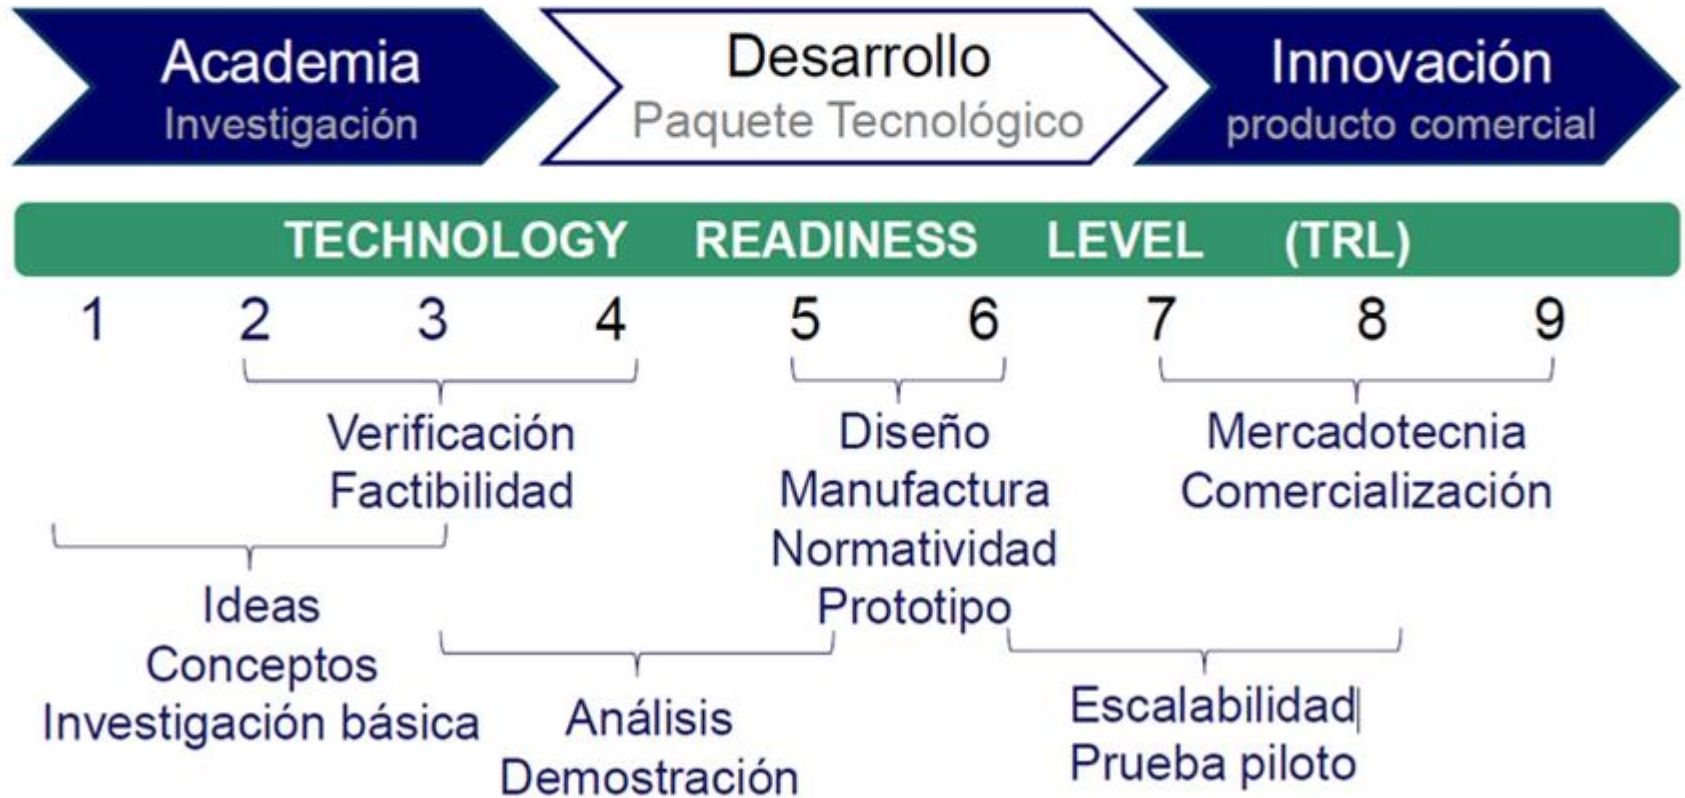 Academia
Investigación
Desarrollo
Paquete Tecnológico
Innovación
producto comercial
TECHNOLOGY READINESS LEVEL (TRL)
1 2 3 4 5 6 7 8 9
Verificación
Factibilidad
Diseño
Manufactura
Normatividad
Prototipo
Mercadotecnia
Comercialización
Ideas
Conceptos
Investigación básica
Análisis
Demostración
Escalabilidad
Prueba piloto